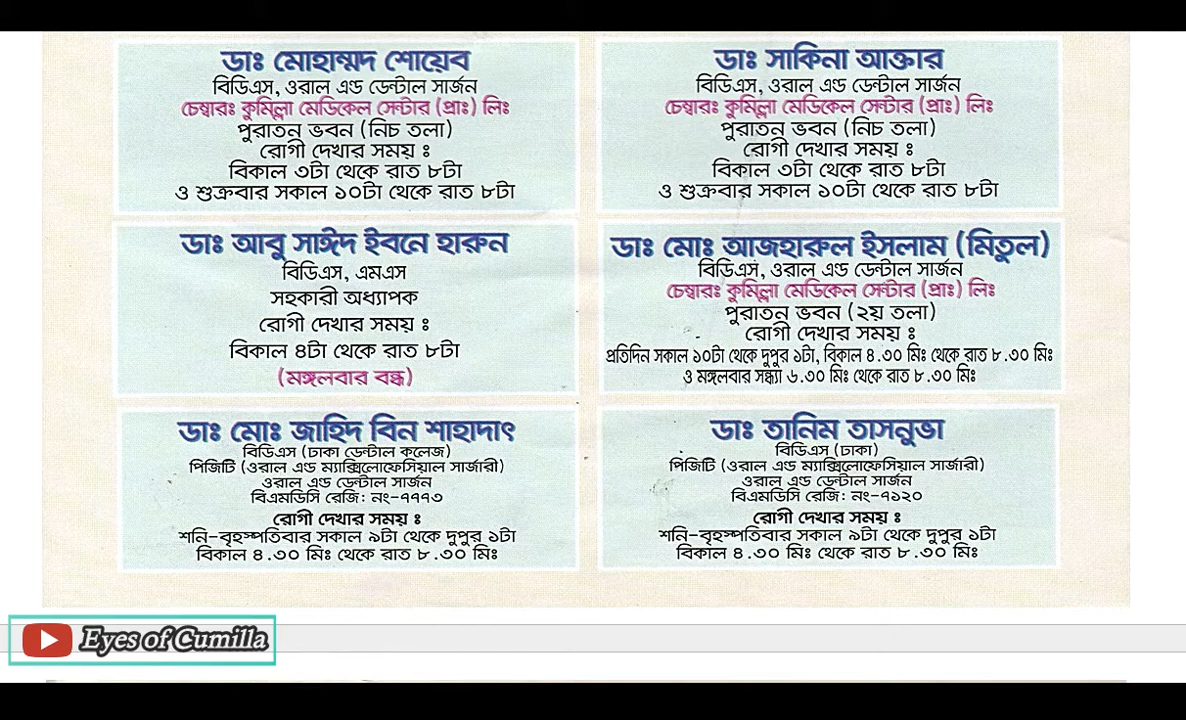 ডাঃ মোহাম্মদ শোয়েব
বিডিএস, ওরাল এন্ড ডেন্টাল সার্জন
চেম্বারঃ কুমিল্লা মেডিকেল সেন্টার (প্রাঃ) লিঃ
পুরাতন ভবন (নিচ তলা)
রোগী দেখার সময় ঃ
বিকাল ৩টা থেকে রাত ৮টা
ও শুক্রবার সকাল ১০টা থেকে রাত ৮টা
ডাঃ সাকিনা আক্তার
বিডিএস, ওরাল এন্ড ডেন্টাল সার্জন
চেম্বারঃ কুমিল্লা মেডিকেল সেন্টার (প্রাঃ) লিঃ
পুরাতন ভবন (নিচ তলা)
রোগী দেখার সময় ঃ
বিকাল ৩টা থেকে রাত ৮টা
ও শুক্রবার সকাল ১০টা থেকে রাত ৮টা
ডাঃ আবু সাঈদ ইবনে হারুন
বিডিএস, এমএস
সহকারী অধ্যাপক
রোগী দেখার সময় ঃ
বিকাল ৪টা থেকে রাত ৮টা
(মঙ্গলবার বন্ধ)
ডাঃ মোঃ আজহারুল ইসলাম (মিতুল)
বিডিএস, ওরাল এন্ড ডেন্টাল সার্জন
চেম্বারঃ কুমিল্লা মেডিকেল সেন্টার (প্রাঃ) লিঃ
পুরাতন ভবন (২য় তলা)
রোগী দেখার সময় ঃ
প্রতিদিন সকাল ১০টা থেকে দুপুর ১টা, বিকাল ৪.৩০ মিঃ থেকে রাত ৮.৩০ মিঃ
ও মঙ্গলবার সন্ধ্যা ৬.৩০ মিঃ থেকে রাত ৮.৩০ মিঃ
ডাঃ মোঃ জাহিদ বিন শাহাদাৎ
বিডিএস (ঢাকা ডেন্টাল কলেজ)
পিজিটি (ওরাল এন্ড ম্যাক্সিলোফেসিয়াল সার্জারী)
ওরাল এন্ড ডেন্টাল সার্জন
বিএমডিসি রেজি: নং-৭৭৭৩
রোগী দেখার সময় ঃ
শনি-বৃহস্পতিবার সকাল ৯টা থেকে দুপুর ১টা
বিকাল ৪.৩০ মিঃ থেকে রাত ৮.৩০ মিঃ
ডাঃ তানিম তাসনুভা
বিডিএস (ঢাকা)
পিজিটি (ওরাল এন্ড ম্যাক্সিলোফেসিয়াল সার্জারী)
ওরাল এন্ড ডেন্টাল সার্জন
বিএমডিসি রেজি: নং-৭১২০
রোগী দেখার সময় ঃ
শনি-বৃহস্পতিবার সকাল ৯টা থেকে দুপুর ১টা
বিকাল ৪.৩০ মিঃ থেকে রাত ৮.৩০ মিঃ
Eyes of Cumilla